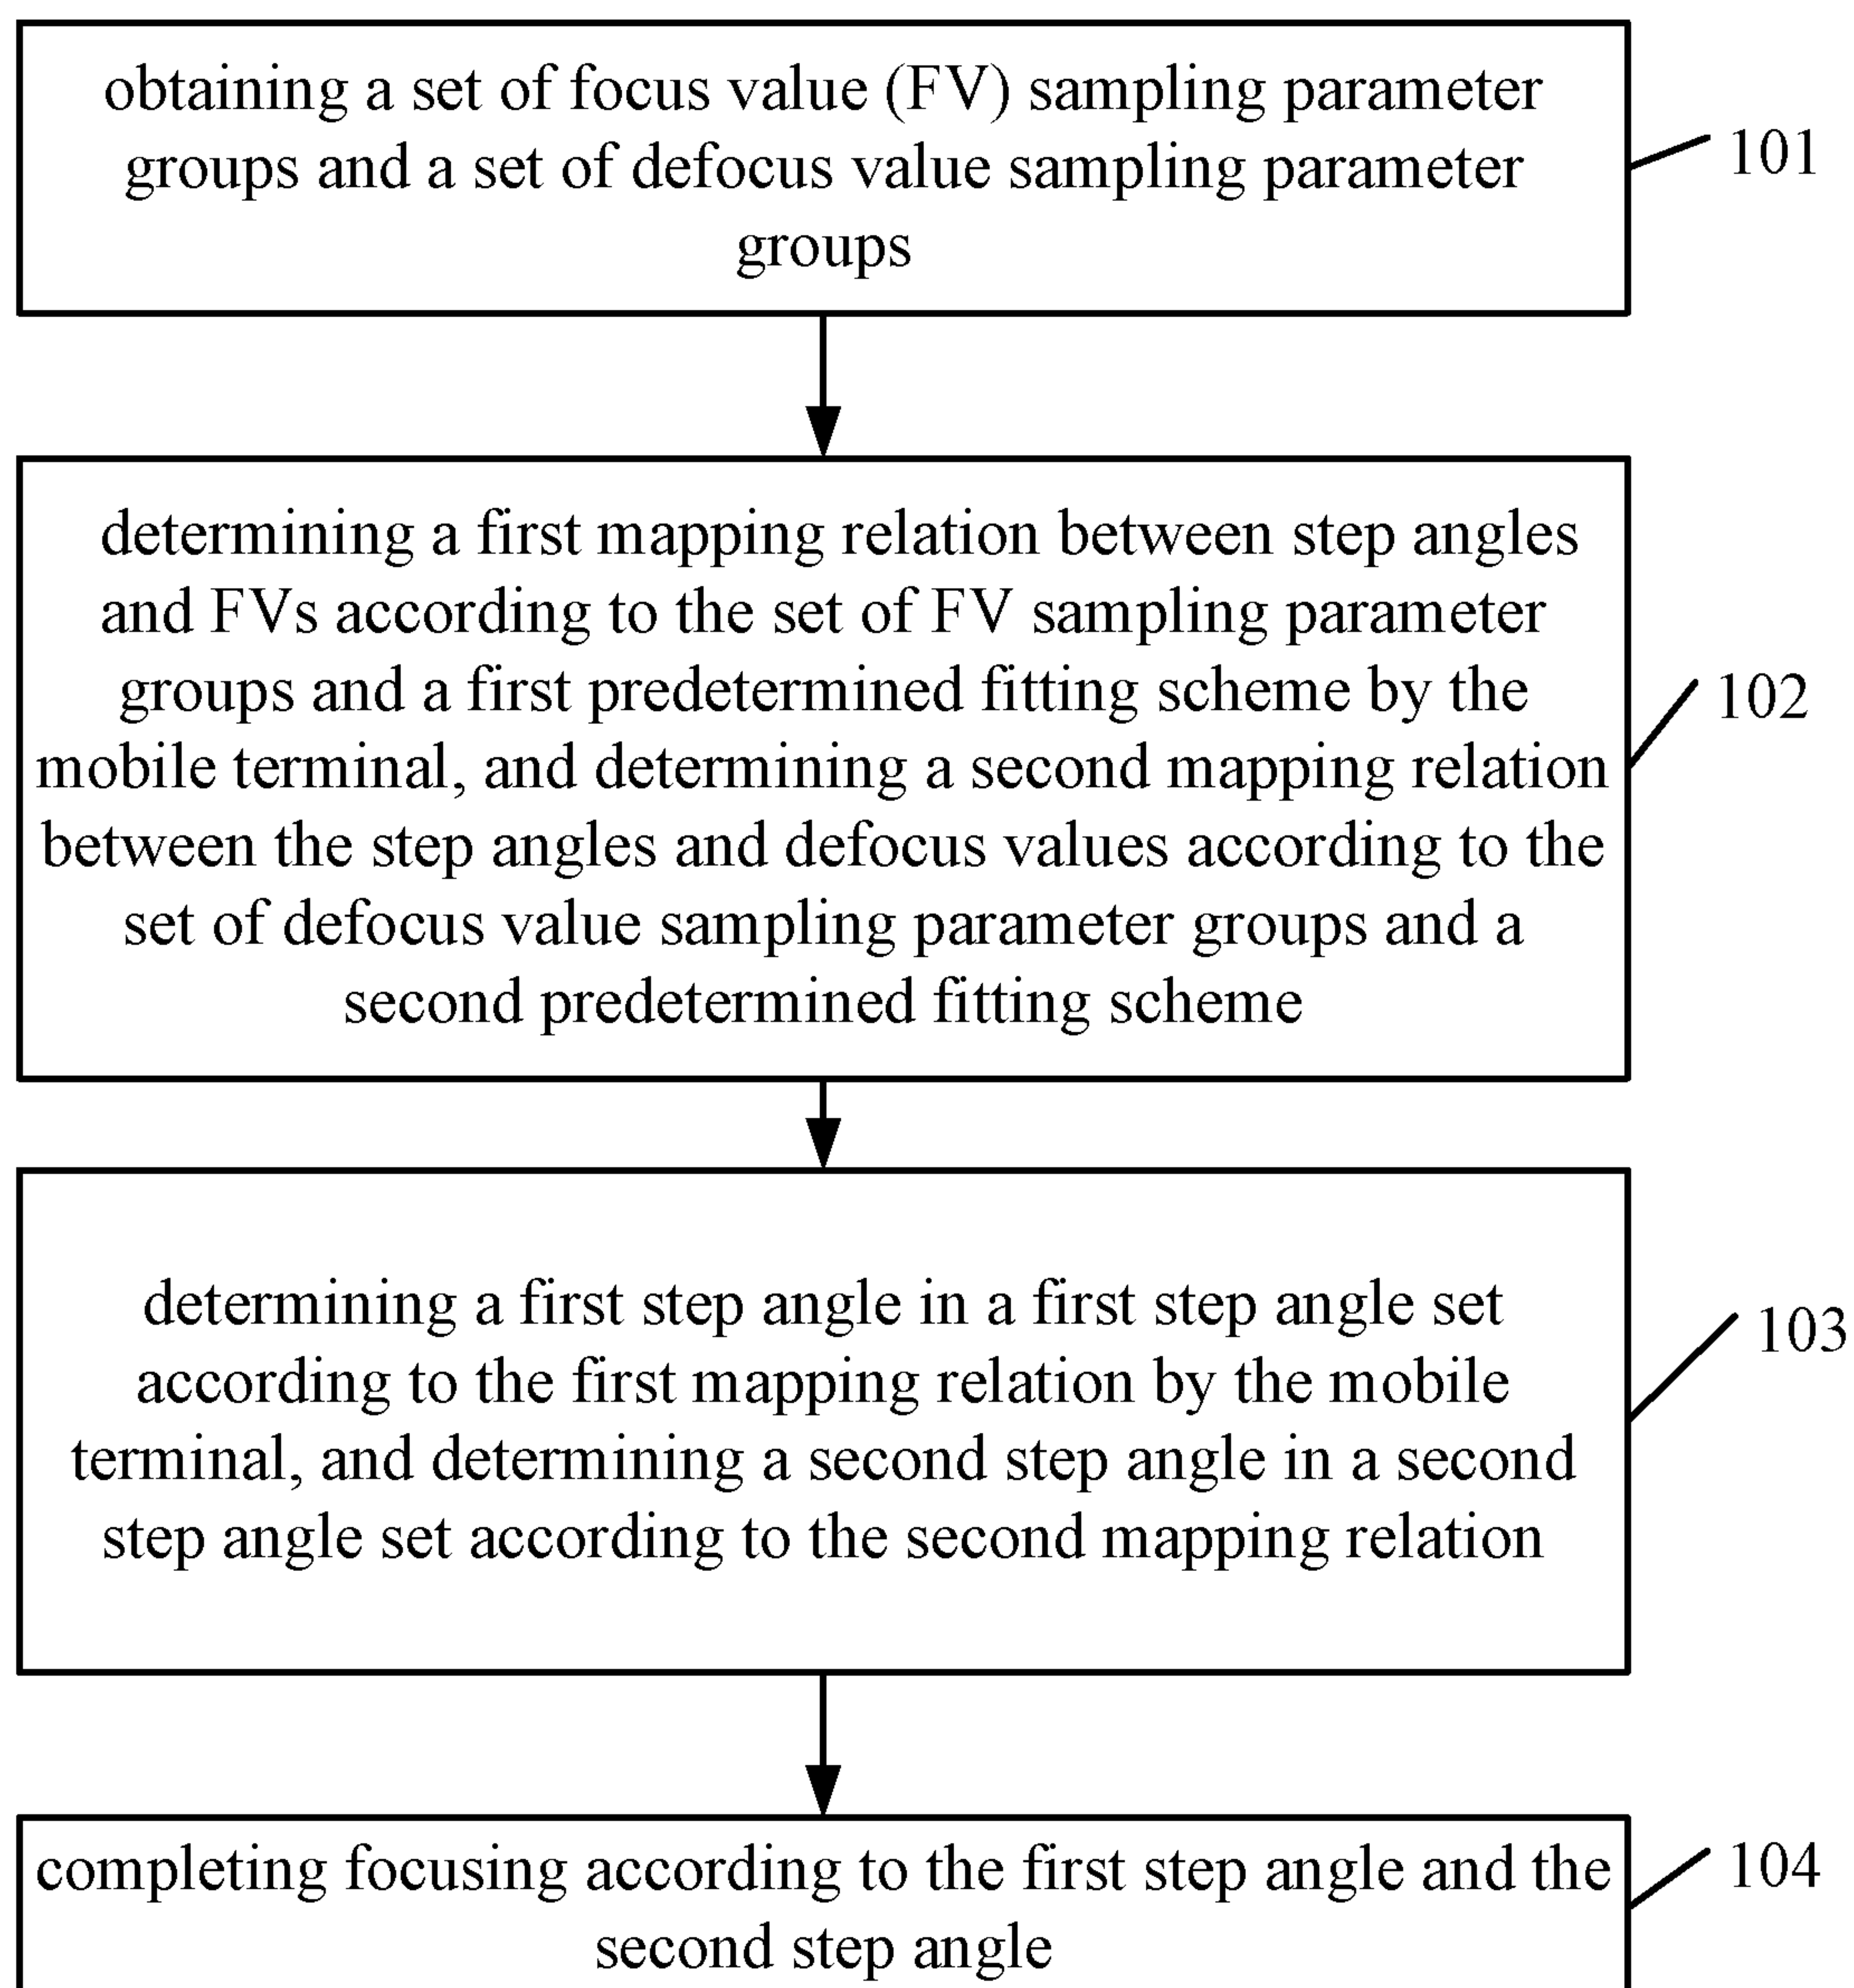 obtaining a set of focus value (FV) sampling parameter
groups and a set of defocus value sampling parameter
groups
101
determining a first mapping relation between step angles
and FVs according to the set of FV sampling parameter
groups and a first predetermined fitting scheme by the
mobile terminal, and determining a second mapping relation
between the step angles and defocus values according to the
set of defocus value sampling parameter groups and a
second predetermined fitting scheme
102
determining a first step angle in a first step angle set
according to the first mapping relation by the mobile
terminal, and determining a second step angle in a second
step angle set according to the second mapping relation
103
completing focusing according to the first step angle and the
second step angle
104